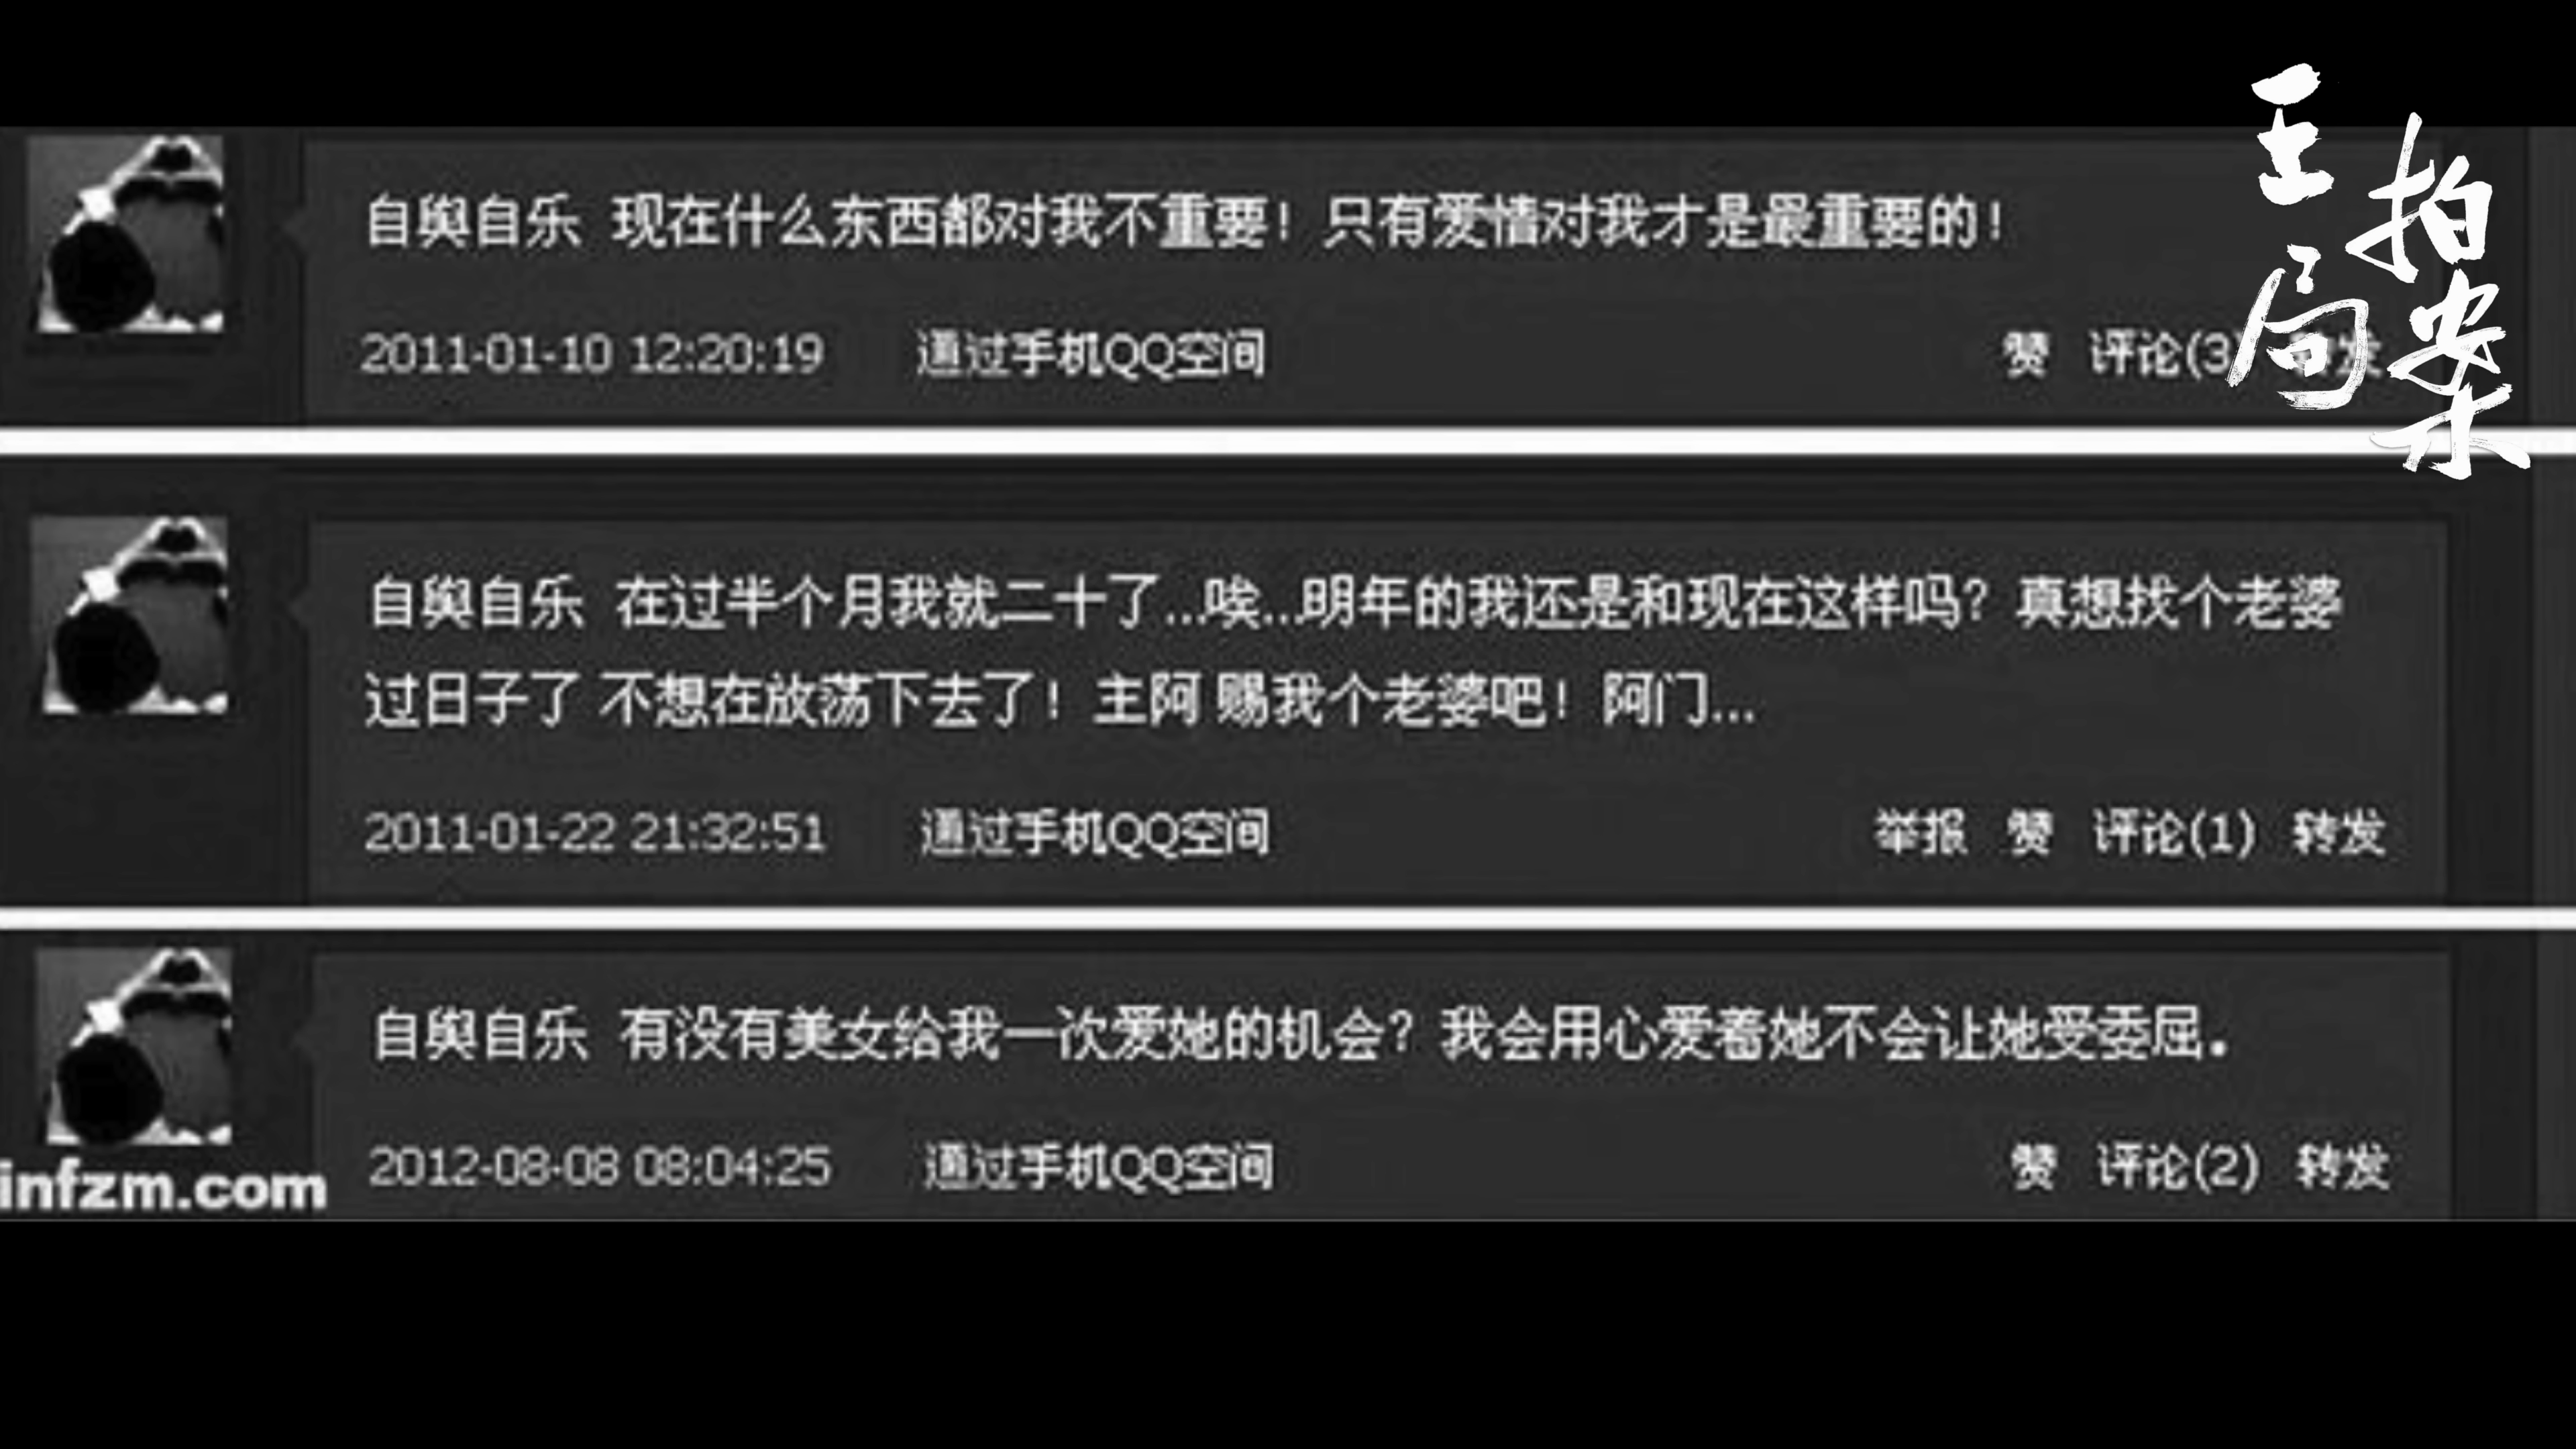 王局拍案
自舆自乐 现在什么东西都对我不重要！只有爱情对我才是最重要的！
2011-01-10 12:20:19 通过手机QQ空间 赞 评论(3) 发
自舆自乐 在过半个月我就二十了...唉...明年的我还是和现在这样吗？真想找个老婆
过日子了 不想在放荡下去了！主阿 赐我个老婆吧！阿门...
2011-01-22 21:32:51 通过手机QQ空间 举报 赞 评论(1) 转发
自舆自乐 有没有美女给我一次爱她的机会？我会用心爱着她不会让她受委屈。
2012-08-08 08:04:25 通过手机QQ空间 赞 评论(2) 转发
infzm.com